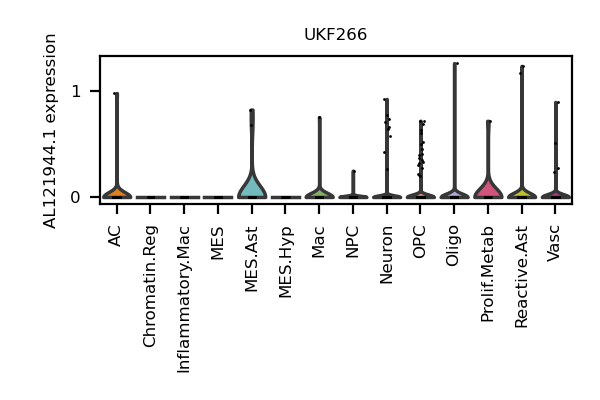 UKF266
AL121944.1 expression
1
0
AC
Chromatin.Reg
Inflammatory.Mac
MES
MES.Ast
MES.Hyp
Mac
NPC
Neuron
OPC
Oligo
Prolif.Metab
Reactive.Ast
Vasc